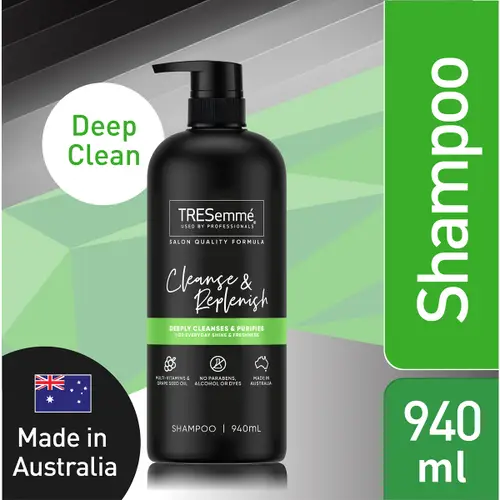 Deep
Clean
TRESemmé
USED BY PROFESSIONALS
SALON QUALITY FORMULA
Cleanse &
Replenish
DEEPLY CLEANSES & PURIFIES
FOR EVERYDAY SHINE & FRESHNESS
MULTI-VITAMINS &
GRAPE SEED OIL
NO PARABENS,
ALCOHOL OR DYES
MADE IN
AUSTRALIA
SHAMPOO | 940mL
Made in
Australia
Shampoo
940
ml